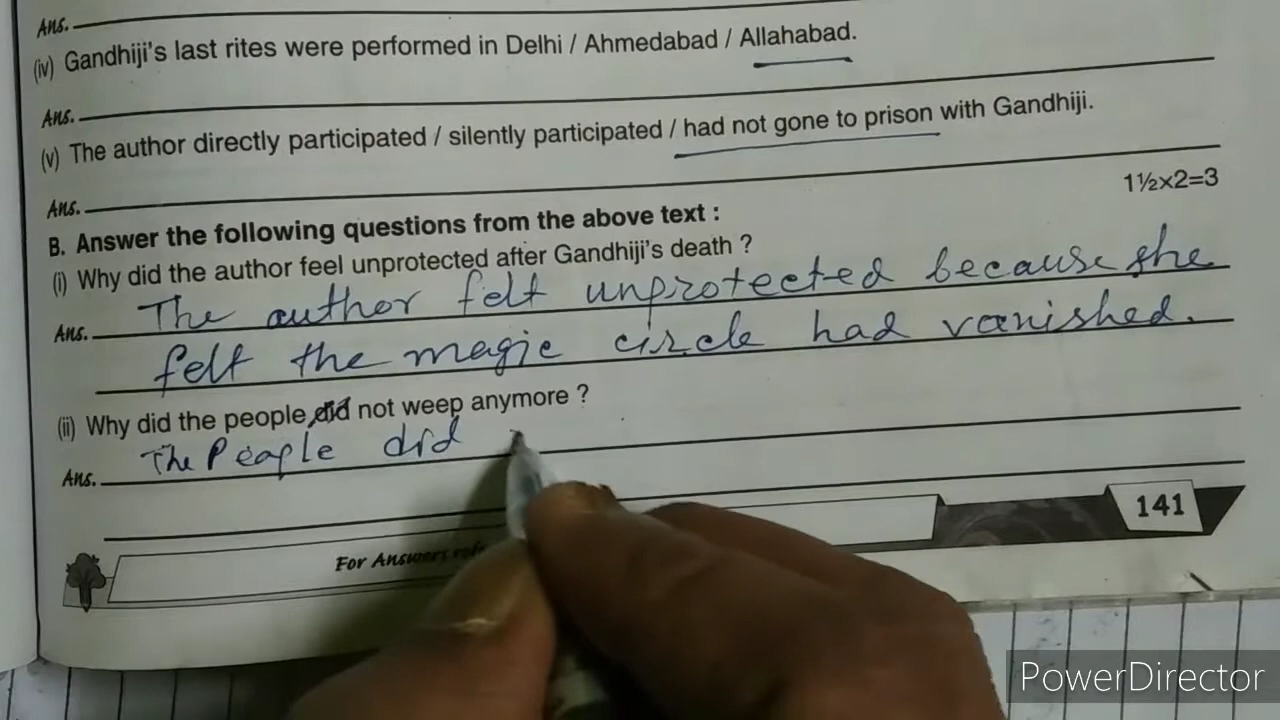 Ans.
(iv) Gandhiji's last rites were performed in Delhi / Ahmedabad / Allahabad.
Ans.
(v) The author directly participated / silently participated / had not gone to prison with Gandhiji.
Ans.
1½x2=3
B. Answer the following questions from the above text :
(i) Why did the author feel unprotected after Gandhiji's death ?
Ans. The author felt unprotected because she
felt the magic circle had vanished.
(ii) Why did the people did not weep anymore ?
Ans. The People did
141
For Answers
PowerDirector